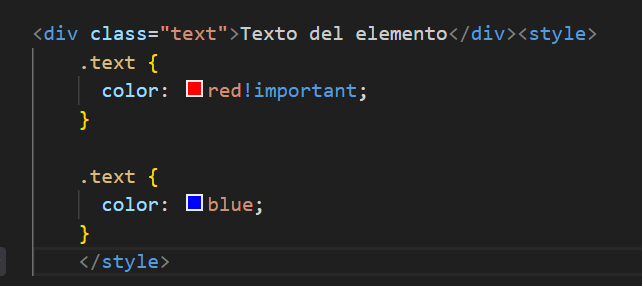 <div class="text">Texto del elemento</div><style>
.text {
color: red!important;
}
.text {
color: blue;
}
</style>